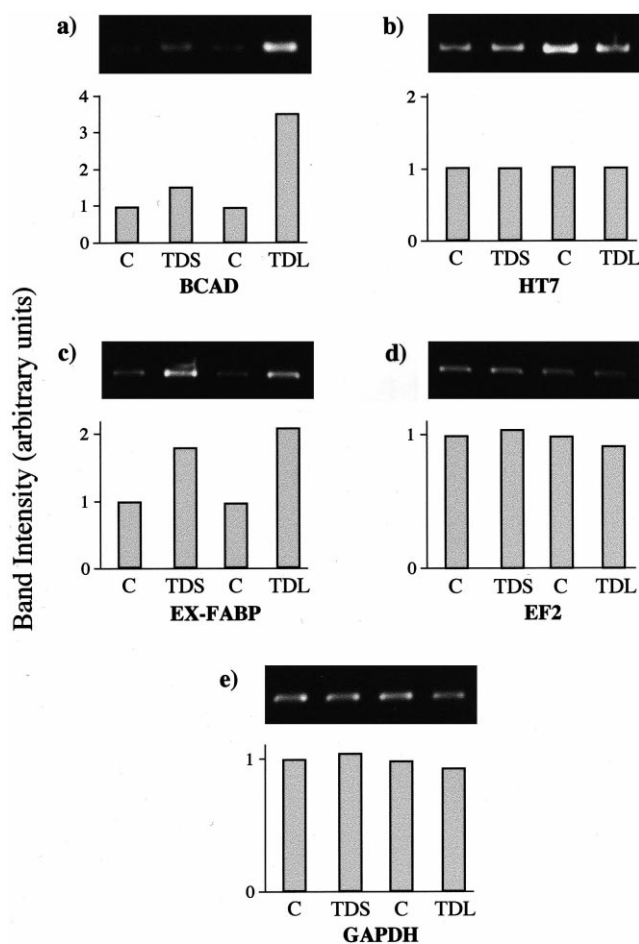 Band Intensity (arbitrary units)
a)
4
3
2
1
0
C TDS C TDL
BCAD
b)
2
1
0
C TDS C TDL
HT7
c)
2
1
0
C TDS C TDL
EX-FABP
d)
1
0
C TDS C TDL
EF2
e)
1
0
C TDS C TDL
GAPDH